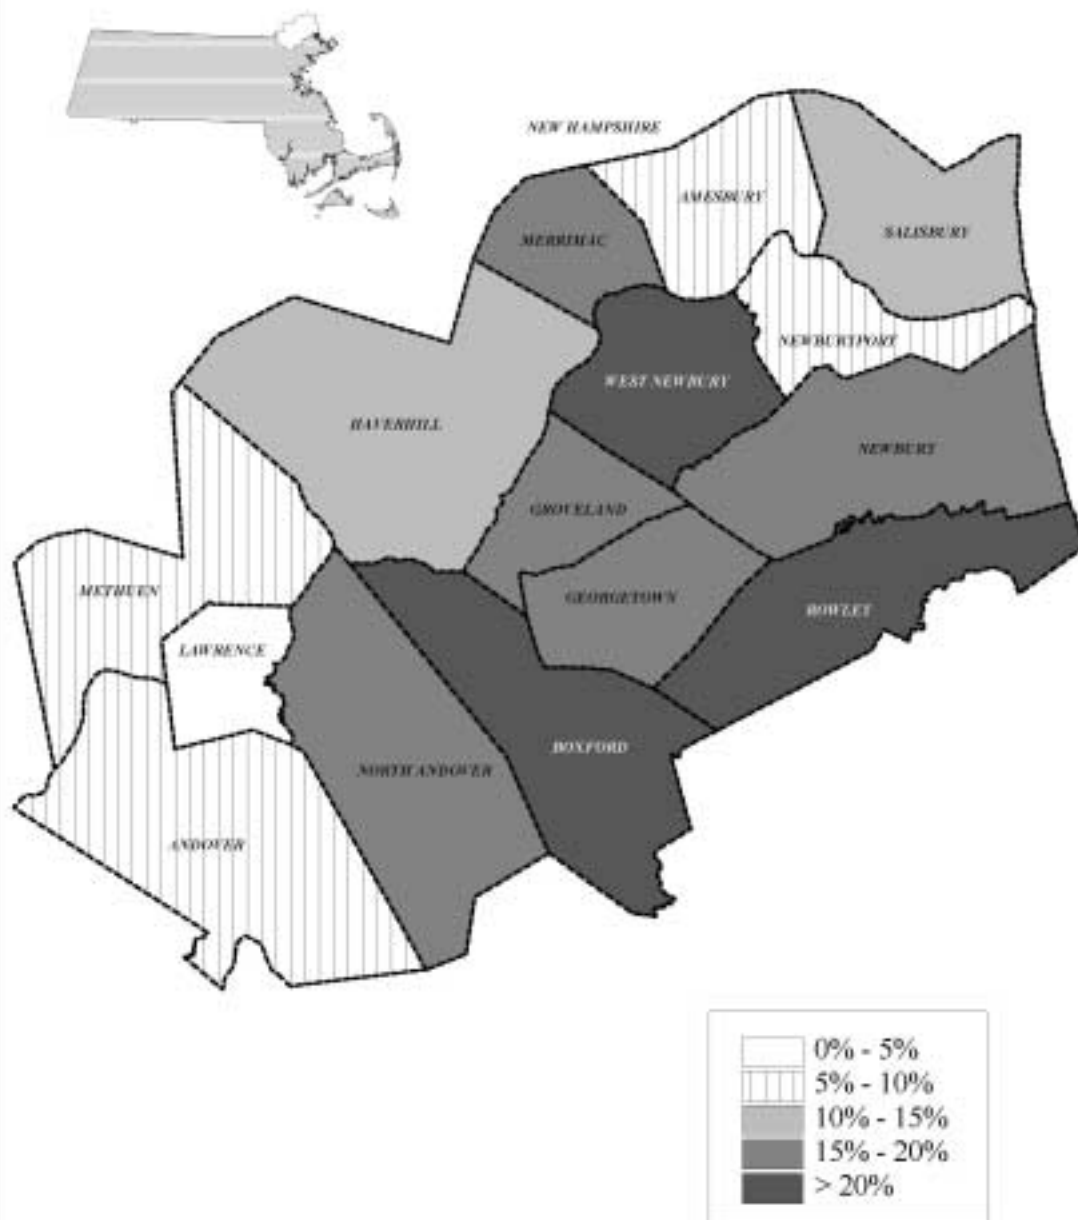 NEW HAMPSHIRE
AMESBURY
SALISBURY
MERRIMAC
NEWBURYPORT
WEST NEWBURY
HAVERHILL
NEWBURY
GROVELAND
METHUEN
GEORGETOWN
ROWLEY
LAWRENCE
BOXFORD
NORTH ANDOVER
ANDOVER
0% - 5%
5% - 10%
10% - 15%
15% - 20%
> 20%